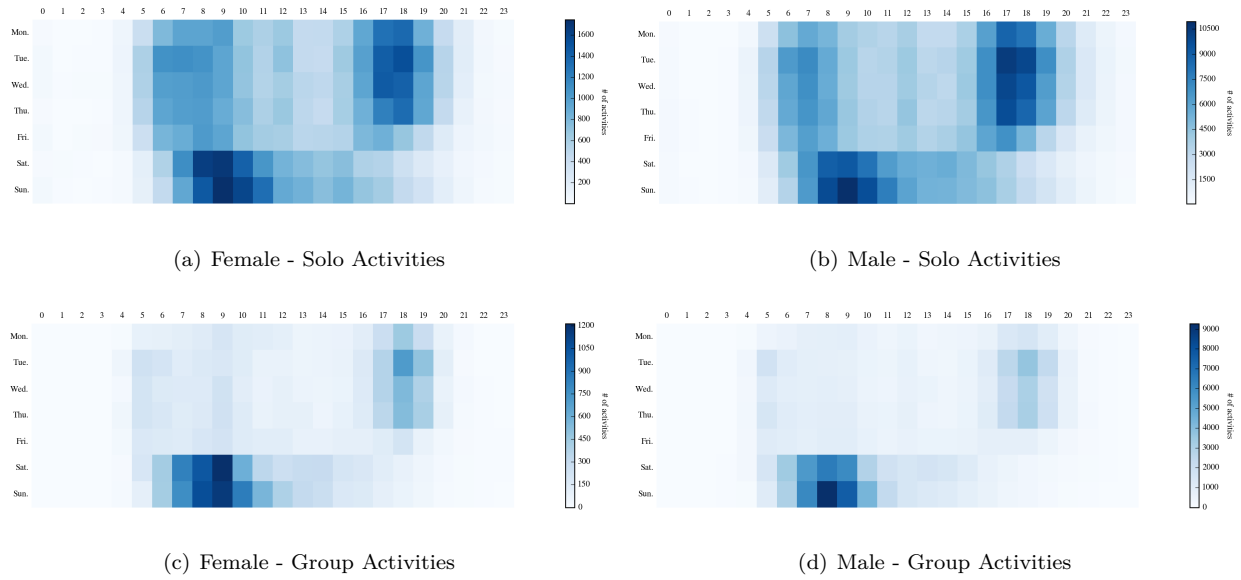 0 1 2 3 4 5 6 7 8 9 10 11 12 13 14 15 16 17 18 19 20 21 22 23
Mon.
Tue.
Wed.
Thu.
Fri.
Sat.
Sun.
1600
1400
1200
1000
800
600
400
200
# of activities
(a) Female - Solo Activities
0 1 2 3 4 5 6 7 8 9 10 11 12 13 14 15 16 17 18 19 20 21 22 23
Mon.
Tue.
Wed.
Thu.
Fri.
Sat.
Sun.
10500
9000
7500
6000
4500
3000
1500
# of activities
(b) Male - Solo Activities
0 1 2 3 4 5 6 7 8 9 10 11 12 13 14 15 16 17 18 19 20 21 22 23
Mon.
Tue.
Wed.
Thu.
Fri.
Sat.
Sun.
1200
1050
900
750
600
450
300
150
0
# of activities
(c) Female - Group Activities
0 1 2 3 4 5 6 7 8 9 10 11 12 13 14 15 16 17 18 19 20 21 22 23
Mon.
Tue.
Wed.
Thu.
Fri.
Sat.
Sun.
9000
8000
7000
6000
5000
4000
3000
2000
1000
0
# of activities
(d) Male - Group Activities